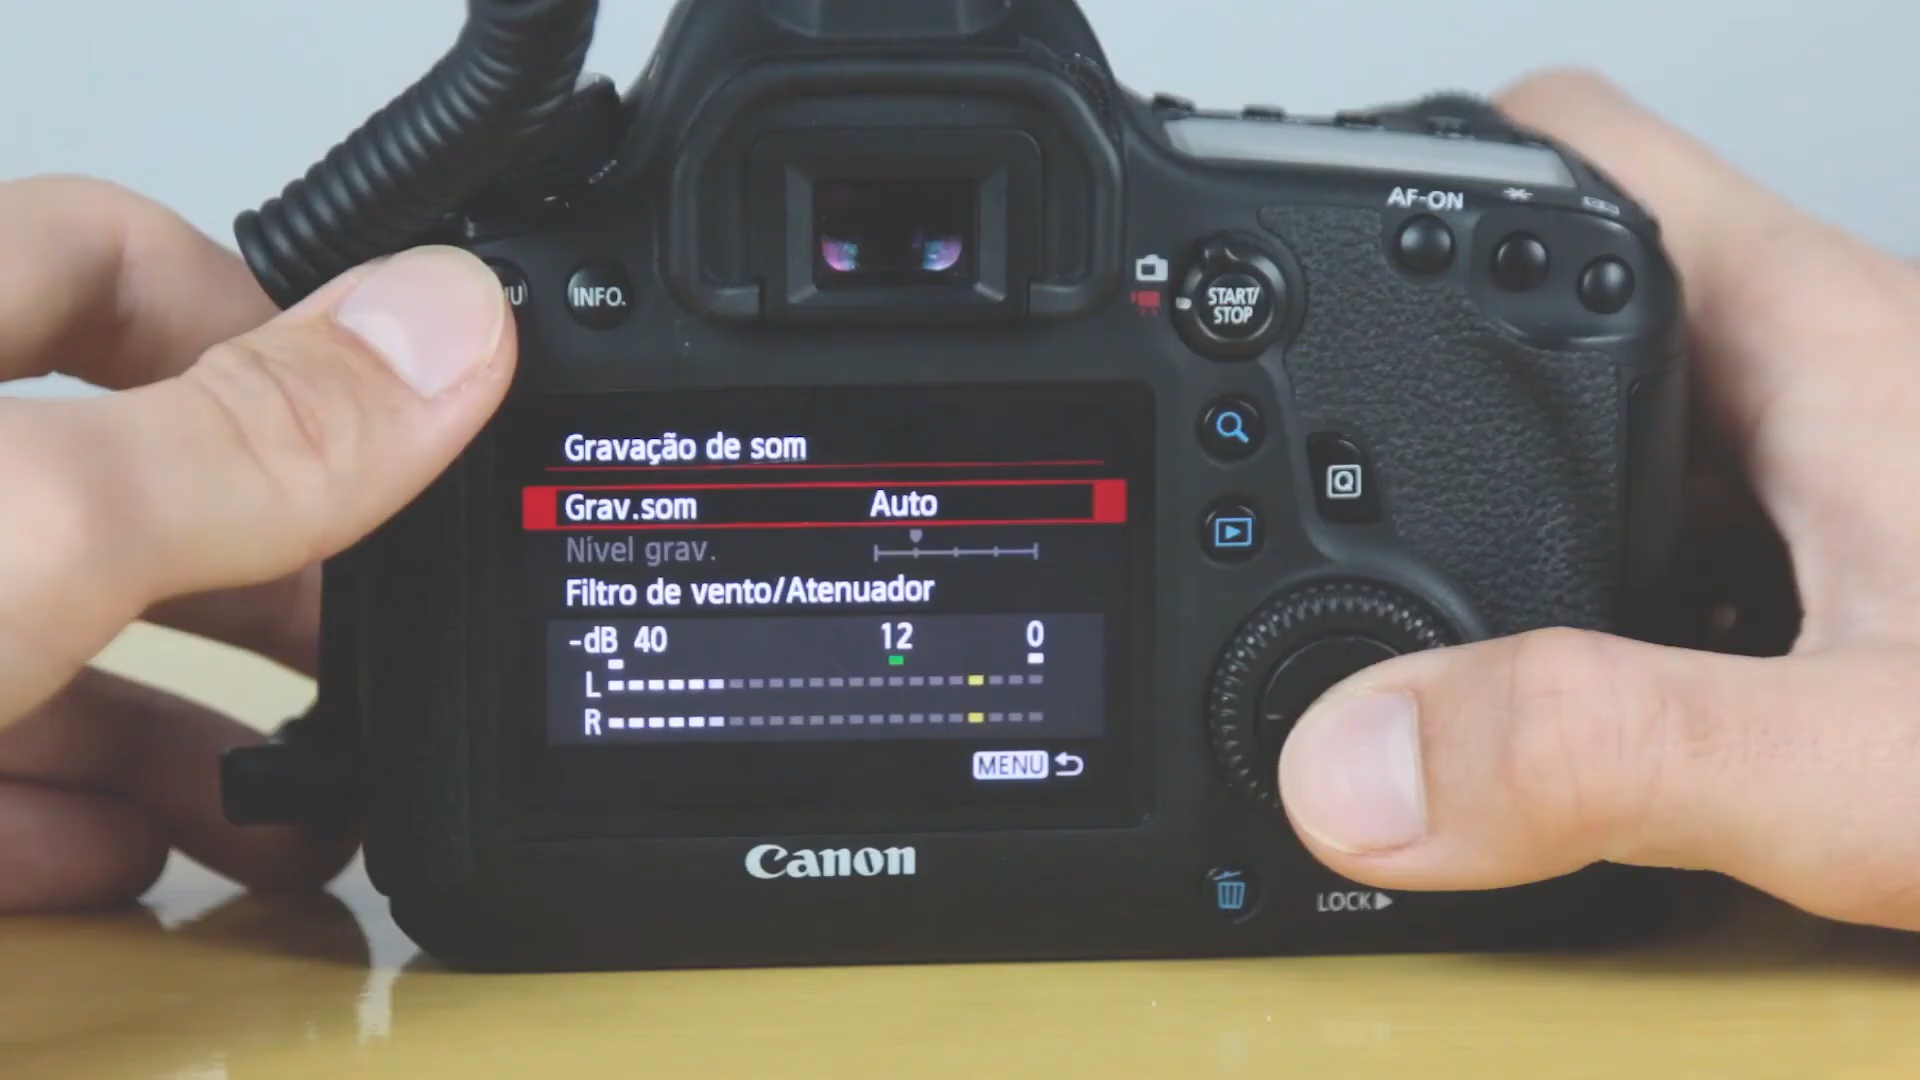 AF-ON
U
INFO.
START/
STOP
Q
Gravação de som
Grav.som Auto
Nível grav.
Filtro de vento/Atenuador
-dB 40 12 0
L
R
MENU
Canon
LOCK